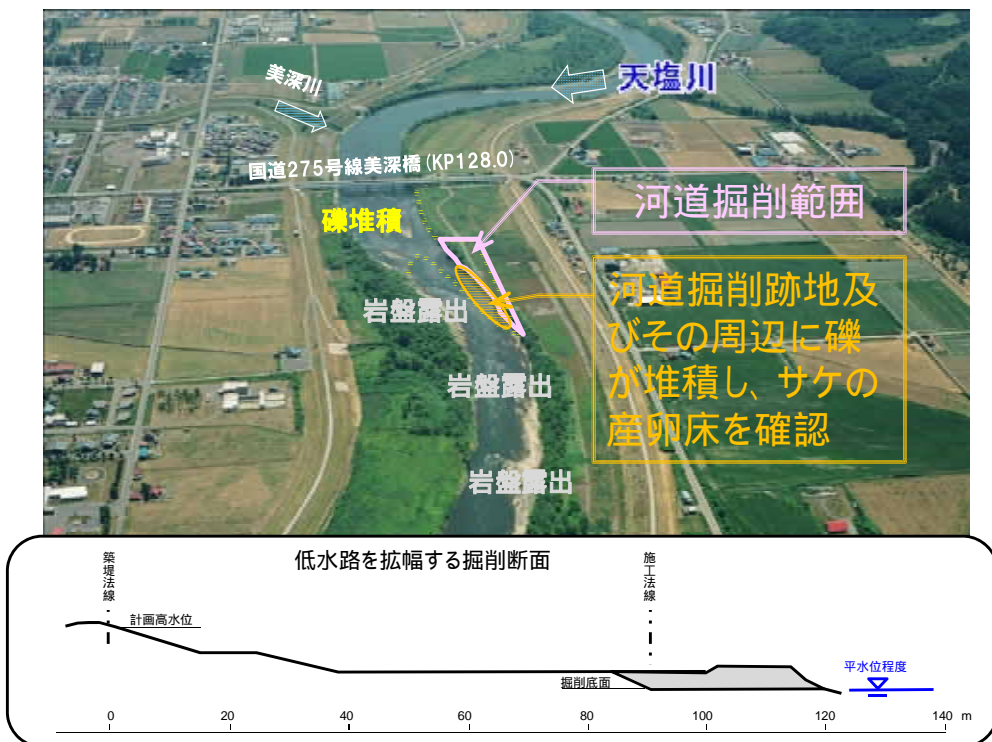 美深川
天塩川
国道275号線美深橋(KP128.0)
礫堆積
河道掘削範囲
河道掘削跡地及
びその周辺に礫
が堆積し、サケの
産卵床を確認
岩盤露出
岩盤露出
岩盤露出
低水路を拡幅する掘削断面
築堤法線
計画高水位
施工法線
掘削底面
平水位程度
0 20 40 60 80 100 120 140 m